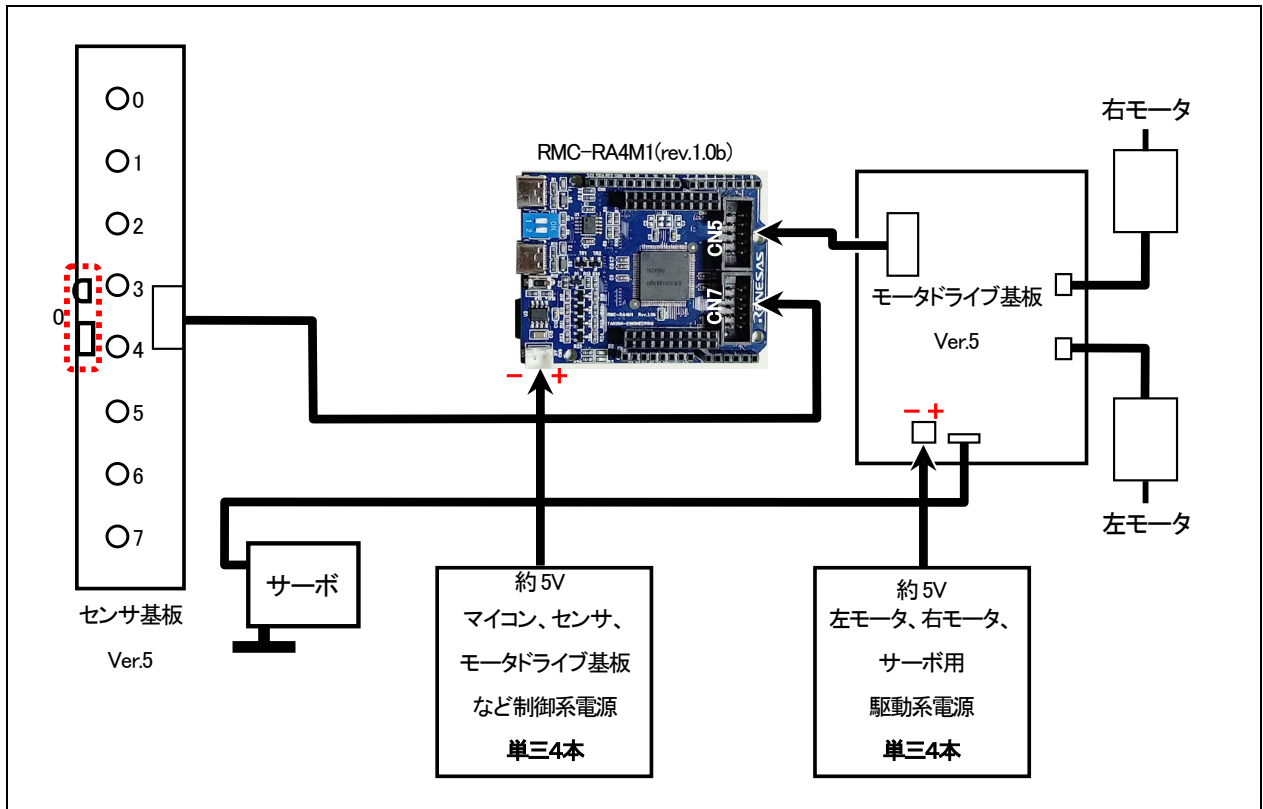 0
1
2
3
0
4
5
6
7
センサ基板
Ver.5
サーボ
RMC-RA4M1(rev.1.0b)
CN5
CN7
ON
1 2
− +
約5V
マイコン、センサ、
モータドライブ基板
など制御系電源
単三4本
右モータ
モータドライブ基板
Ver.5
− +
左モータ
約5V
左モータ、右モータ、
サーボ用
駆動系電源
単三4本